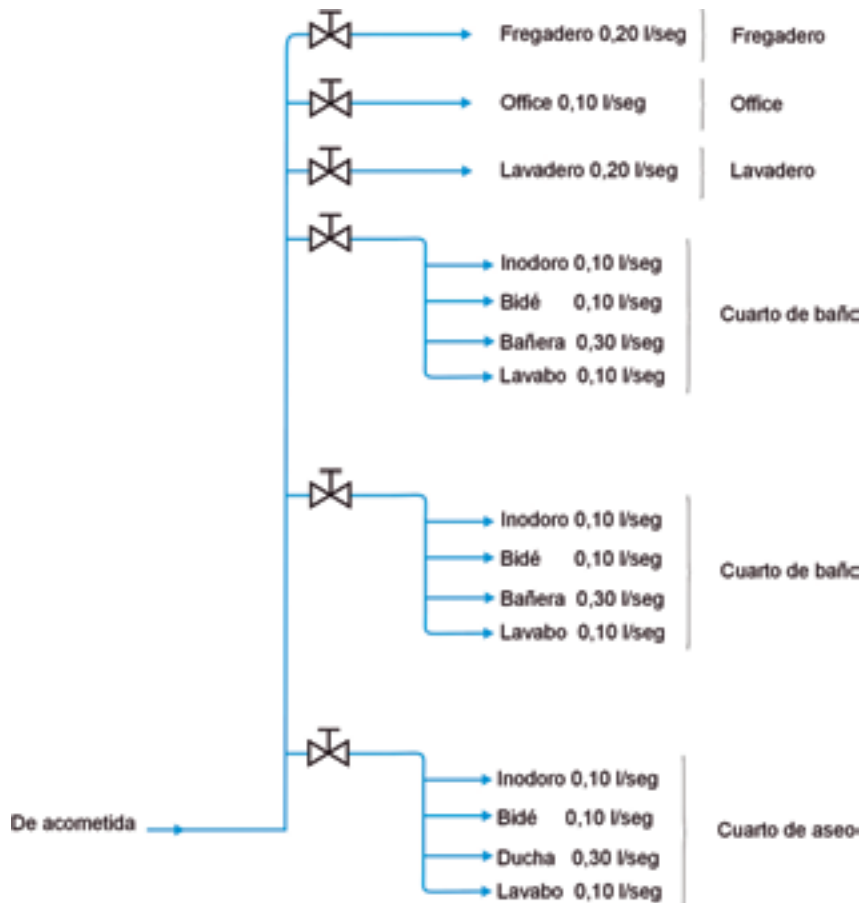 Fregadero 0,20 l/seg Fregadero
Office 0,10 l/seg Office
Lavadero 0,20 l/seg Lavadero
Inodoro 0,10 l/seg
Bidé 0,10 l/seg
Bañera 0,30 l/seg
Lavabo 0,10 l/seg
Cuarto de bañc
Inodoro 0,10 l/seg
Bidé 0,10 l/seg
Bañera 0,30 l/seg
Lavabo 0,10 l/seg
Cuarto de bañc
Inodoro 0,10 l/seg
Bidé 0,10 l/seg
Ducha 0,30 l/seg
Lavabo 0,10 l/seg
Cuarto de aseo
De acometida